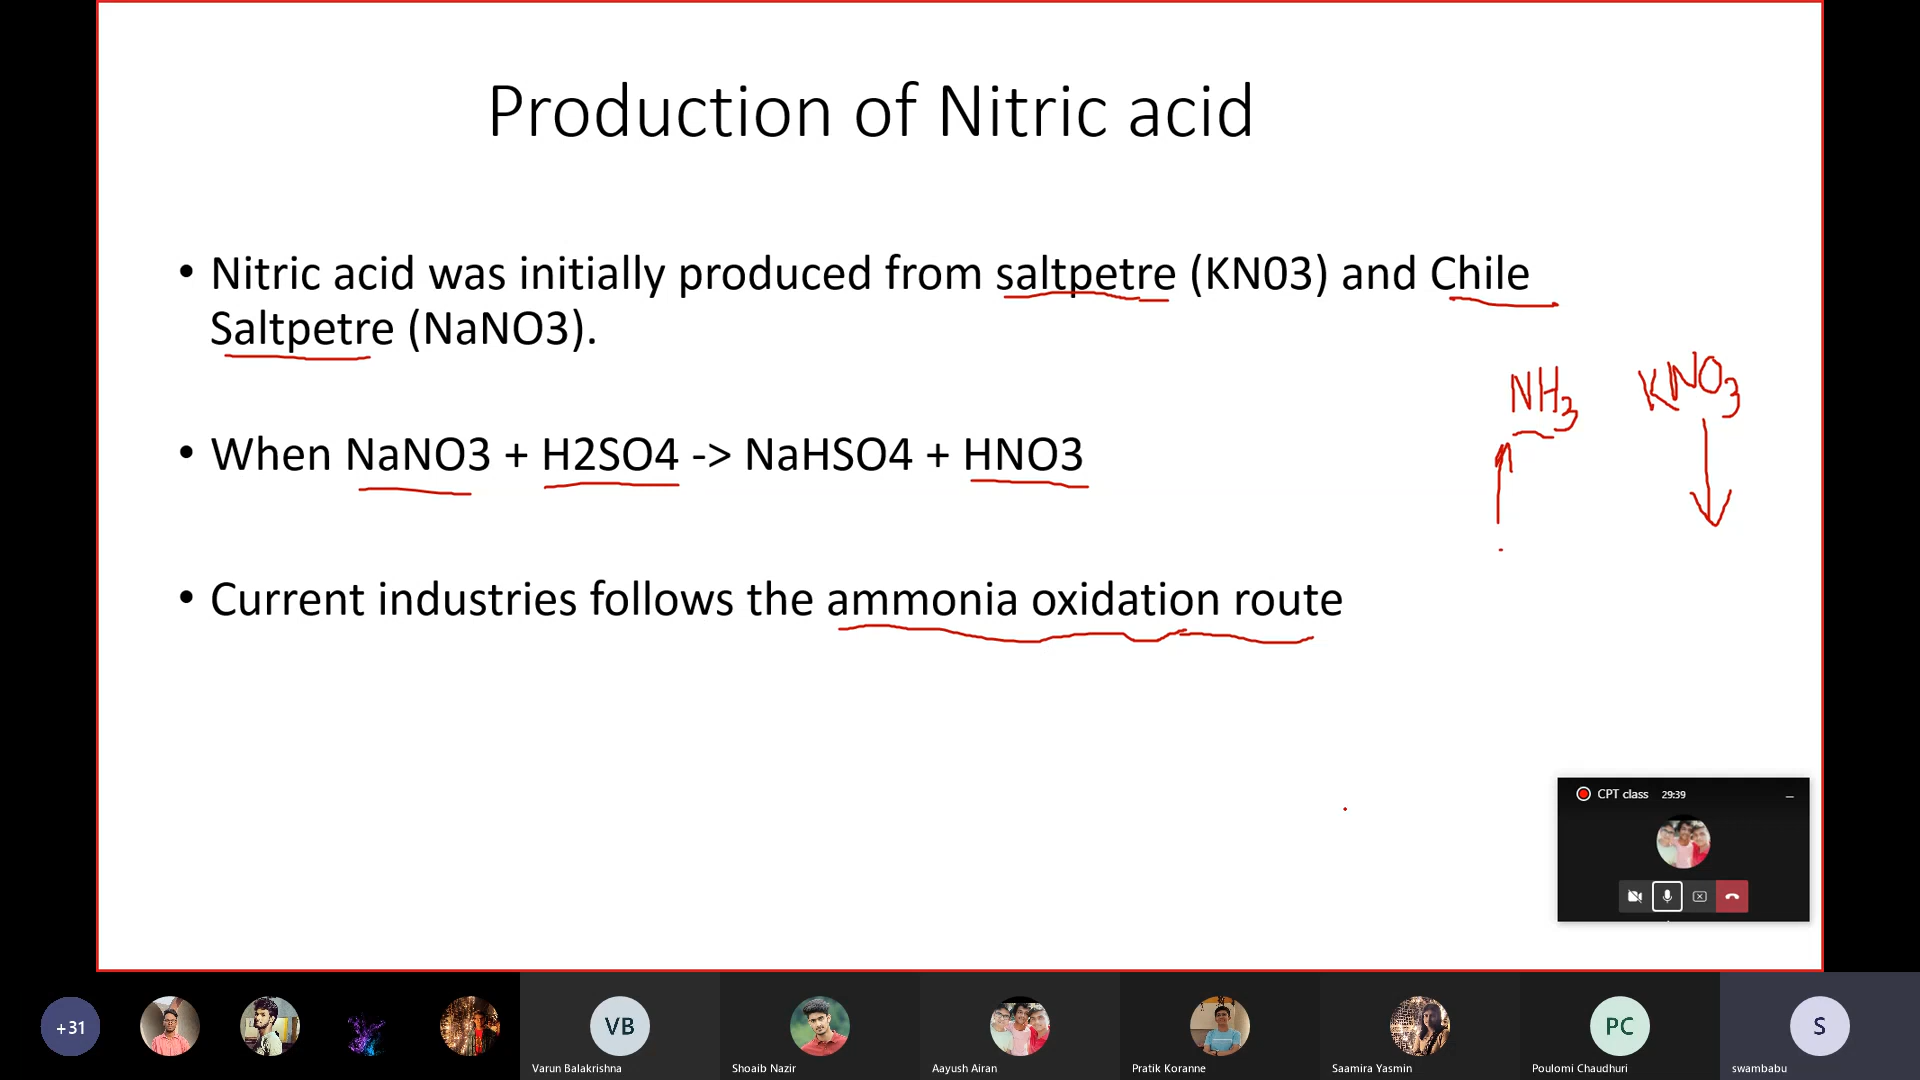 Production of Nitric acid
• Nitric acid was initially produced from saltpetre (KN03) and Chile
Saltpetre (NaNO3).
NH3 KNO3
• When NaNO3 + H2SO4 -> NaHSO4 + HNO3
• Current industries follows the ammonia oxidation route
CPT class 29:39
+31
VB
PC
S
Varun Balakrishna
Shoaib Nazir
Aayush Airan
Pratik Koranne
Saamira Yasmin
Poulomi Chaudhuri
swambabu